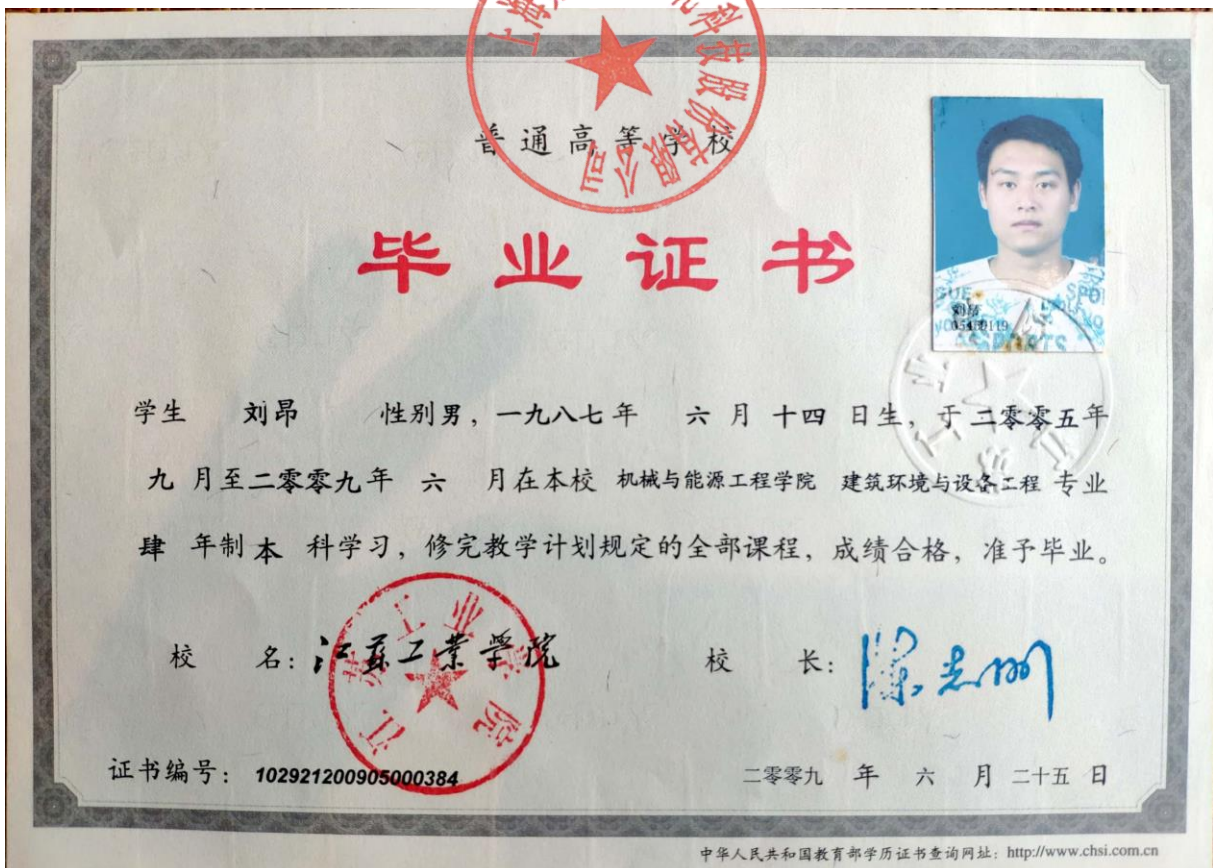 普通高等学校
毕业证书
刘昂
学生 刘昂 性别男，一九八七年 六 月 十四 日生，于 二零零五年
九 月至二零零九年 六 月在本校 机械与能源工程学院 建筑环境与设备工程 专业
肆 年制 本 科学习，修完教学计划规定的全部课程，成绩合格，准予毕业。
校 名：江苏工业学院
江苏工业学院
校 长：
证书编号： 102921200905000384
二零零九 年 六 月 二十五 日
中华人民共和国教育部学历证书查询网址：http://www.chsi.com.cn